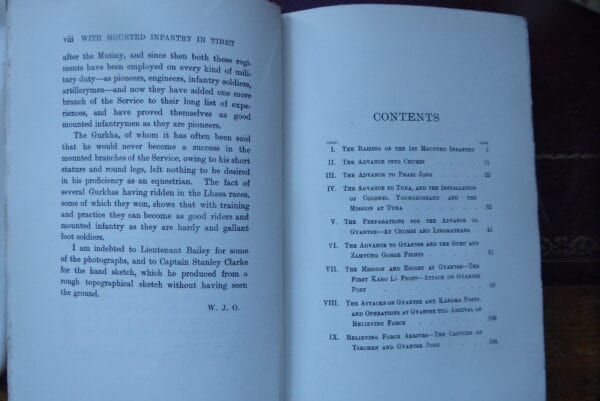 viii WITH MOUNTED INFANTRY IN TIBET
after the Mutiny, and since then both these regi-
ments have been employed on every kind of mili-
tary duty—as pioneers, engineers, infantry soldiers,
artillerymen—and now they have added one more
branch of the Service to their long list of expe-
riences, and have proved themselves as good
mounted infantrymen as they are pioneers.
The Gurkha, of whom it has often been said
that he would never become a success in the
mounted branches of the Service, owing to his short
stature and round legs, left nothing to be desired
in his proficiency as an equestrian. The fact of
several Gurkhas having ridden in the Lhasa races,
some of which they won, shows that with training
and practice they can become as good riders and
mounted infantry as they are hardy and gallant
foot soldiers.
I am indebted to Lieutenant Bailey for some
of the photographs, and to Captain Stanley Clarke
for the hand sketch, which he produced from a
rough topographical sketch without having seen
the ground.
W. J. O.
CONTENTS
CHAP. PAGE
I. The Raising of the 1st Mounted Infantry . 1
II. The Advance into Chumbi . . . . 11
III. The Advance to Phari Jong . . . . 22
IV. The Advance to Tuna, and the Installation
of Colonel Younghusband and the
Mission at Tuna . . . . . .
V. The Preparations for the Advance to
Gyantse—At Chumbi and Lingmathang .
VI. The Advance to Gyantse and the Guru and
Zamtung Gorge Fights . . . . .
VII. The Mission and Escort at Gyantse—The
First Karo Là Fight—Attack on Gyantse
Post . . . . . . . .
VIII. The Attacks on Gyantse and Kangma Posts,
and Operations at Gyantse till Arrival of
Relieving Force . . . . . .
IX. Relieving Force Arrives—The Capture of
Tsechen and Gyantse Jong . . . . .